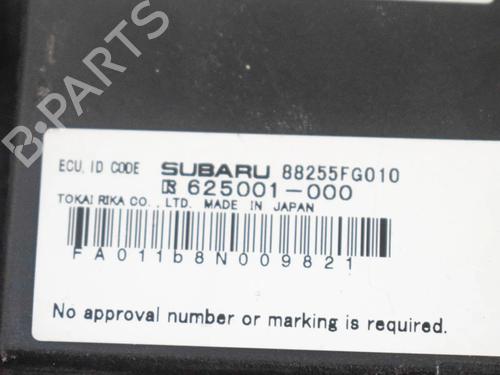 B-PARTS
ECU. ID CODE SUBARU 88255FG010
625001-000
TOKAI RIKA CO., LTD. MADE IN JAPAN
FA011b8N009821
No approval number or marking is required.